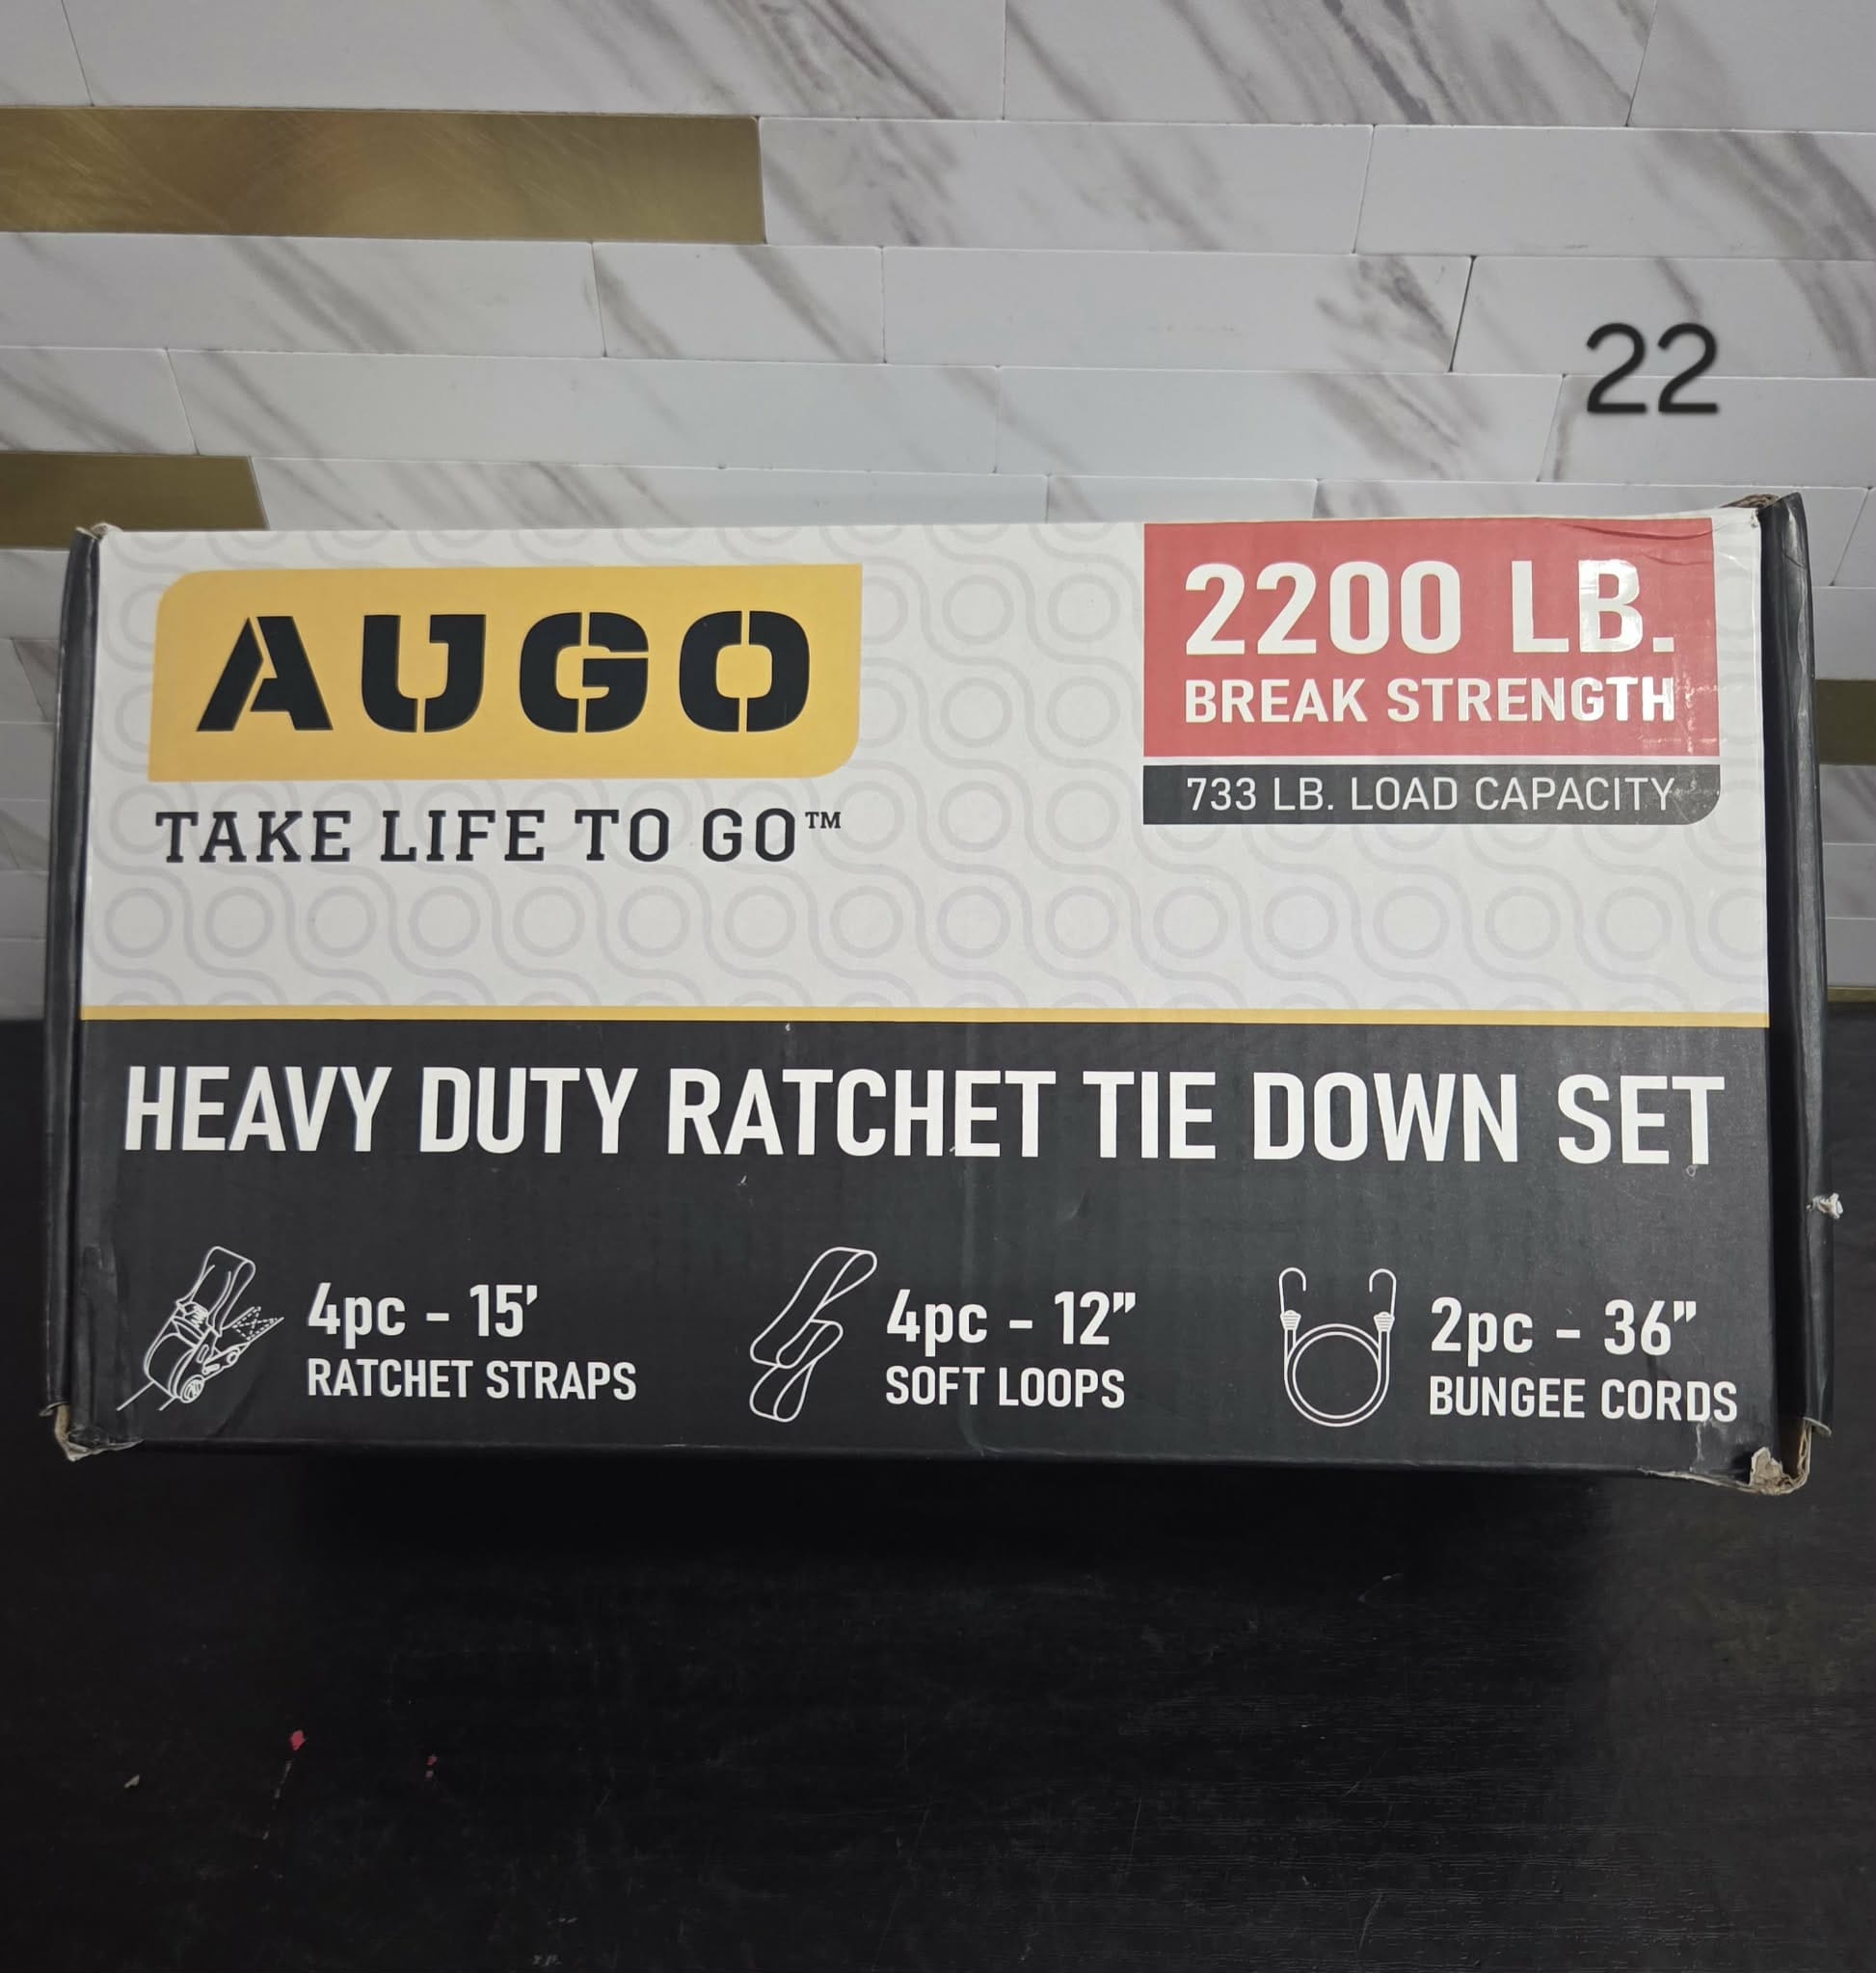 22
AUGO
TAKE LIFE TO GO™
2200 LB.
BREAK STRENGTH
733 LB. LOAD CAPACITY
HEAVY DUTY RATCHET TIE DOWN SET
4pc - 15’
RATCHET STRAPS
4pc - 12”
SOFT LOOPS
2pc - 36”
BUNGEE CORDS